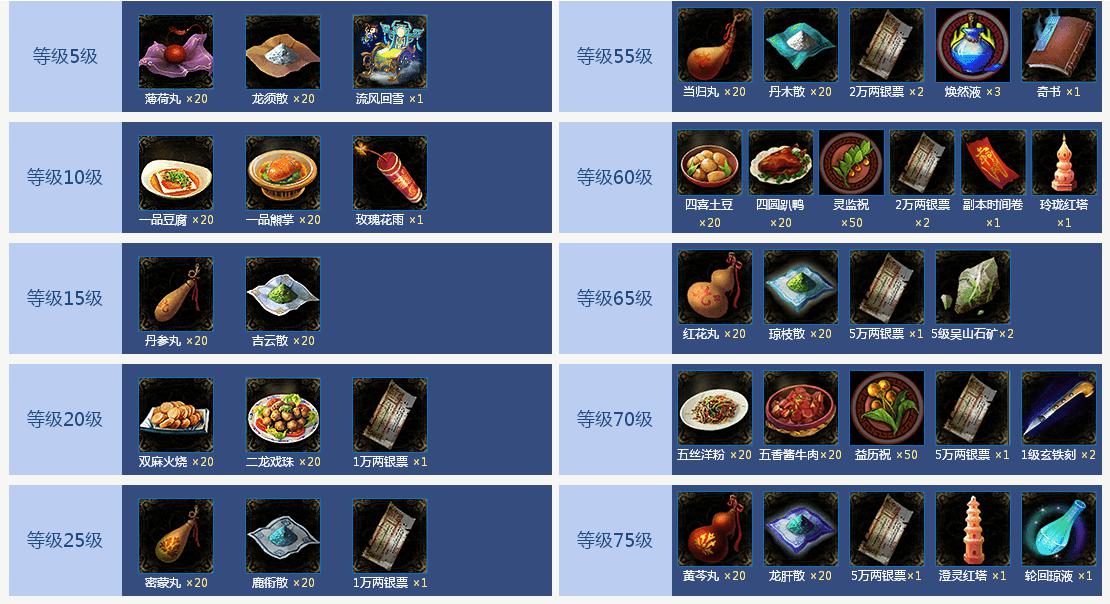 等级5级
薄荷丸 ×20
龙须散 ×20
流风回雪 ×1
等级10级
一品豆腐 ×20
一品熊掌 ×20
玫瑰花雨 ×1
等级15级
丹参丸 ×20
吉云散 ×20
等级20级
双麻火烧 ×20
二龙戏珠 ×20
1万两银票 ×1
等级25级
密蒙丸 ×20
鹿衔散 ×20
1万两银票 ×1
等级55级
当归丸 ×20
丹木散 ×20
2万两银票 ×2
焕然液 ×3
奇书 ×1
等级60级
四喜土豆
×20
四圆趴鸭
×20
灵监祝
×50
2万两银票
×2
副本时间卷
×1
玲珑红塔
×1
等级65级
红花丸 ×20
琼枝散 ×20
5万两银票 ×1
5级吴山石矿×2
等级70级
五丝洋粉 ×20
五香酱牛肉×20
益历祝 ×50
5万两银票 ×1
1级玄铁刻 ×2
等级75级
黄芩丸 ×20
龙肝散 ×20
5万两银票×1
澄灵红塔 ×1
轮回琼液 ×1